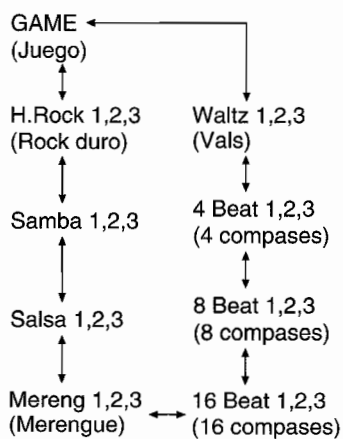 GAME
(Juego)
H.Rock 1,2,3
(Rock duro)
Samba 1,2,3
Salsa 1,2,3
Mereng 1,2,3
(Merengue)
Waltz 1,2,3
(Vals)
4 Beat 1,2,3
(4 compases)
8 Beat 1,2,3
(8 compases)
16 Beat 1,2,3
(16 compases)